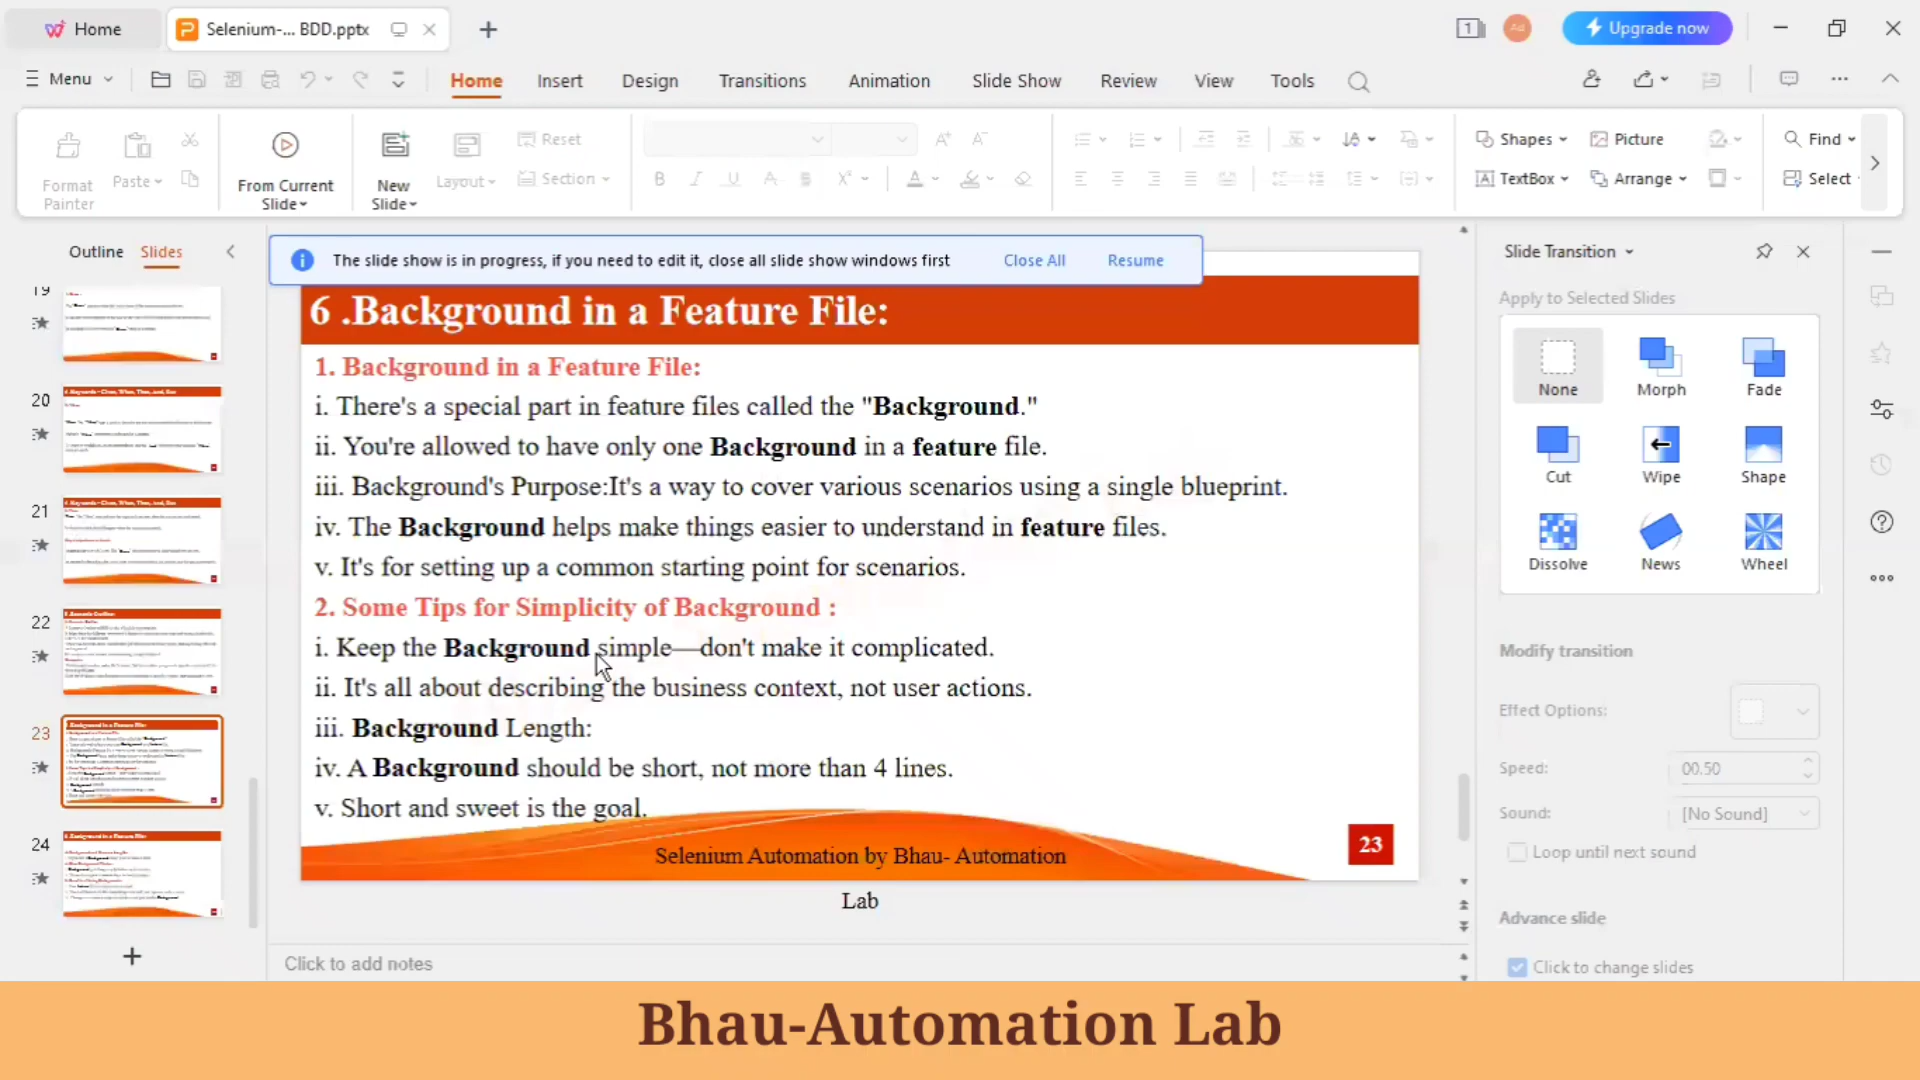 Home
Selenium-... BDD.pptx
1
Ad
Upgrade now
Menu
Home
Insert
Design
Transitions
Animation
Slide Show
Review
View
Tools
Format
Painter
Paste
From Current
Slide
New
Slide
Layout
Reset
Section
Shapes
Picture
Find
TextBox
Arrange
Select
Outline
Slides
The slide show is in progress, if you need to edit it, close all slide show windows first
Close All
Resume
19
20
21
22
23
24
6 .Background in a Feature File:
1. Background in a Feature File:
i. There's a special part in feature files called the "Background."
ii. You're allowed to have only one Background in a feature file.
iii. Background's Purpose:It's a way to cover various scenarios using a single blueprint.
iv. The Background helps make things easier to understand in feature files.
v. It's for setting up a common starting point for scenarios.
2. Some Tips for Simplicity of Background :
i. Keep the Background simple—don't make it complicated.
ii. It's all about describing the business context, not user actions.
iii. Background Length:
iv. A Background should be short, not more than 4 lines.
v. Short and sweet is the goal.
Selenium Automation by Bhau- Automation
Lab
23
Click to add notes
Slide Transition
Apply to Selected Slides
None
Morph
Fade
Cut
Wipe
Shape
Dissolve
News
Wheel
Modify transition
Effect Options:
Speed:
00.50
Sound:
[No Sound]
Loop until next sound
Advance slide
Click to change slides
Bhau-Automation Lab